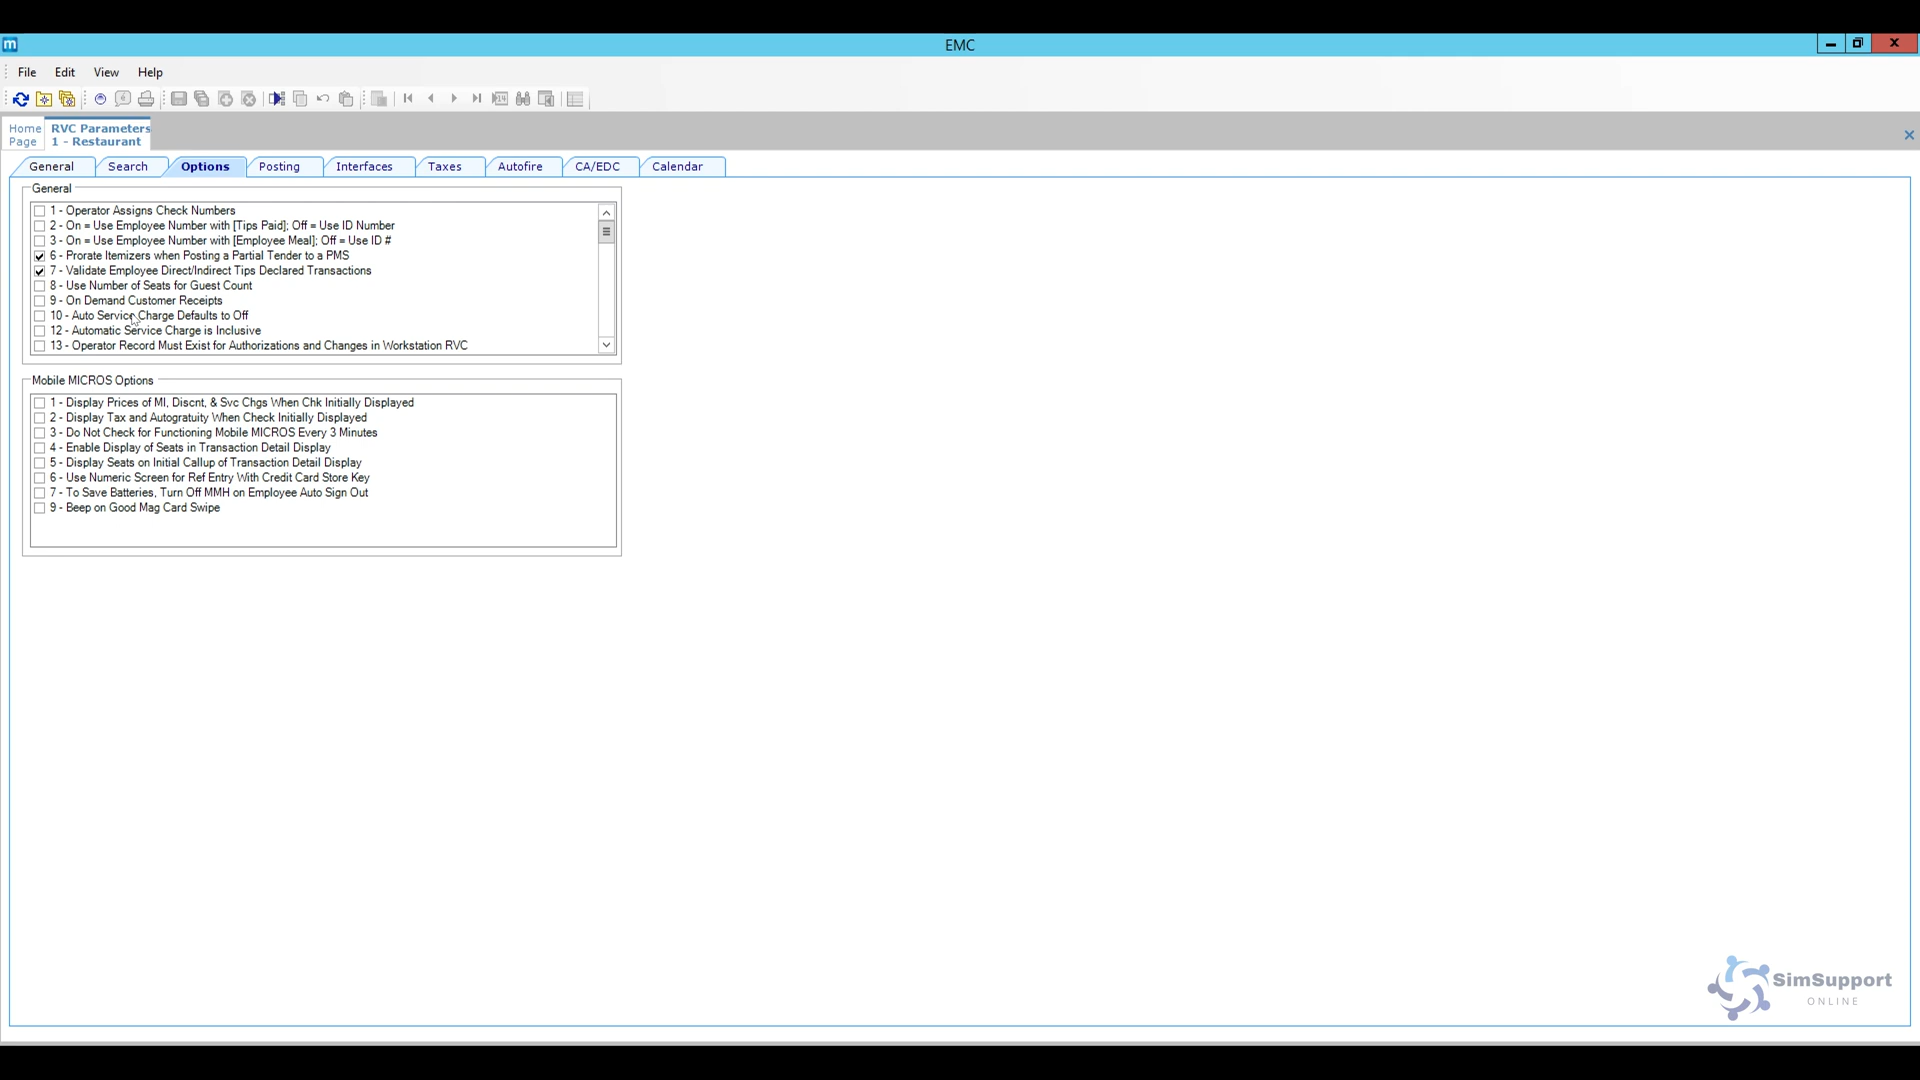 EMC
File Edit View Help
Home Page
RVC Parameters
1 - Restaurant
General Search Options Posting Interfaces Taxes Autofire CA/EDC Calendar
General
1 - Operator Assigns Check Numbers
2 - On = Use Employee Number with [Tips Paid]; Off = Use ID Number
3 - On = Use Employee Number with [Employee Meal]; Off = Use ID #
6 - Prorate Itemizers when Posting a Partial Tender to a PMS
7 - Validate Employee Direct/Indirect Tips Declared Transactions
8 - Use Number of Seats for Guest Count
9 - On Demand Customer Receipts
10 - Auto Service Charge Defaults to Off
12 - Automatic Service Charge is Inclusive
13 - Operator Record Must Exist for Authorizations and Changes in Workstation RVC
Mobile MICROS Options
1 - Display Prices of MI, Discnt, & Svc Chgs When Chk Initially Displayed
2 - Display Tax and Autogratuity When Check Initially Displayed
3 - Do Not Check for Functioning Mobile MICROS Every 3 Minutes
4 - Enable Display of Seats in Transaction Detail Display
5 - Display Seats on Initial Callup of Transaction Detail Display
6 - Use Numeric Screen for Ref Entry With Credit Card Store Key
7 - To Save Batteries, Turn Off MMH on Employee Auto Sign Out
9 - Beep on Good Mag Card Swipe
SimSupport
ONLINE